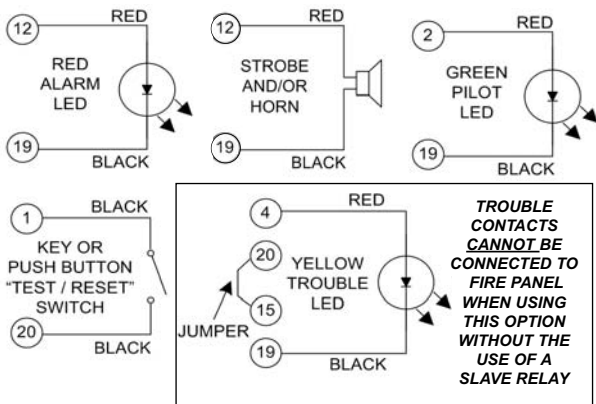 12
RED
RED
ALARM
LED
19
BLACK
12
RED
STROBE
AND/OR
HORN
19
BLACK
2
RED
GREEN
PILOT
LED
19
BLACK
1
BLACK
KEY OR
PUSH BUTTON
“TEST / RESET”
SWITCH
20
BLACK
4
RED
20
YELLOW
TROUBLE
LED
15
JUMPER
19
BLACK
TROUBLE
CONTACTS
CANNOT BE
CONNECTED TO
FIRE PANEL
WHEN USING
THIS OPTION
WITHOUT THE
USE OF A
SLAVE RELAY